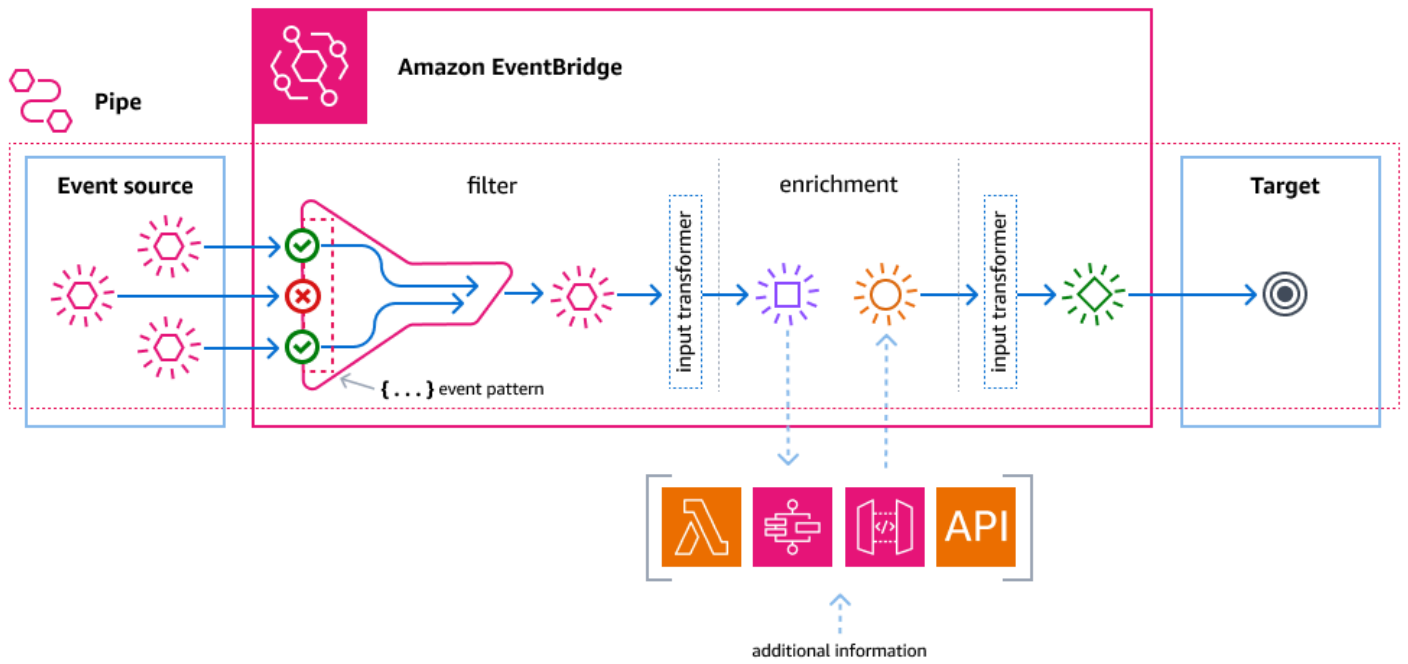 Amazon EventBridge
Pipe
Event source
filter
enrichment
Target
input transformer
input transformer
{...} event pattern
</>
API
additional information